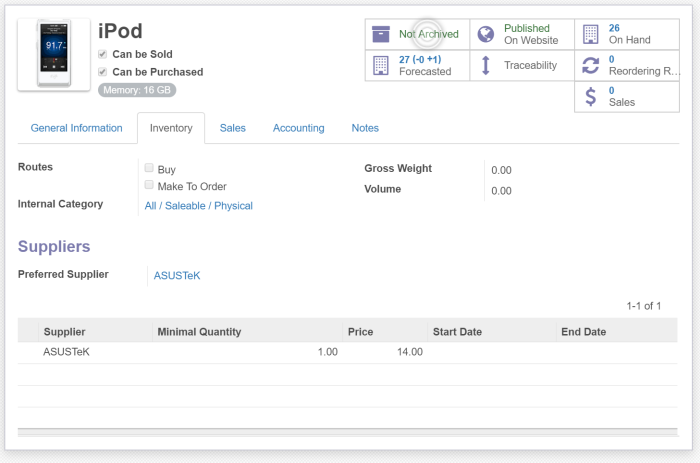 iPod
Can be Sold
Can be Purchased
Memory: 16 GB
91.7
Not Archived
Published
On Website
26
On Hand
27 (-0 +1)
Forecasted
Traceability
0
Reordering R...
0
Sales
General Information Inventory Sales Accounting Notes
Routes
Buy
Make To Order
Internal Category All / Saleable / Physical
Gross Weight 0.00
Volume 0.00
Suppliers
Preferred Supplier ASUSTeK
1-1 of 1
Supplier Minimal Quantity Price Start Date End Date
ASUSTeK 1.00 14.00